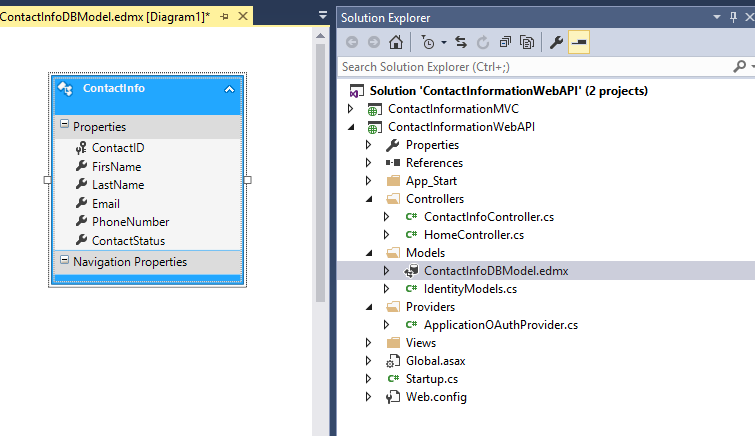 ContactInfoDBModel.edmx [Diagram1]*
ContactInfo
Properties
ContactID
FirsName
LastName
Email
PhoneNumber
ContactStatus
Navigation Properties
Solution Explorer
Search Solution Explorer (Ctrl+;)
Solution 'ContactInformationWebAPI' (2 projects)
ContactInformationMVC
ContactInformationWebAPI
Properties
References
App_Start
Controllers
ContactInfoController.cs
HomeController.cs
Models
ContactInfoDBModel.edmx
IdentityModels.cs
Providers
ApplicationOAuthProvider.cs
Views
Global.asax
Startup.cs
Web.config